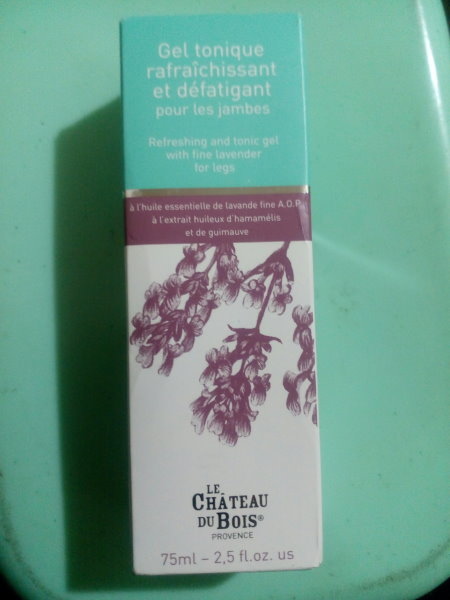 Gel tonique
rafraîchissant
et défatigant
pour les jambes
Refreshing and tonic gel
with fine lavender
for legs
à l'huile essentielle de lavande fine A.O.P.
à l'extrait huileux d'hamamélis
et de guimauve
LE
CHÂTEAU
DU BOIS®
PROVENCE
75ml – 2,5 fl.oz. us